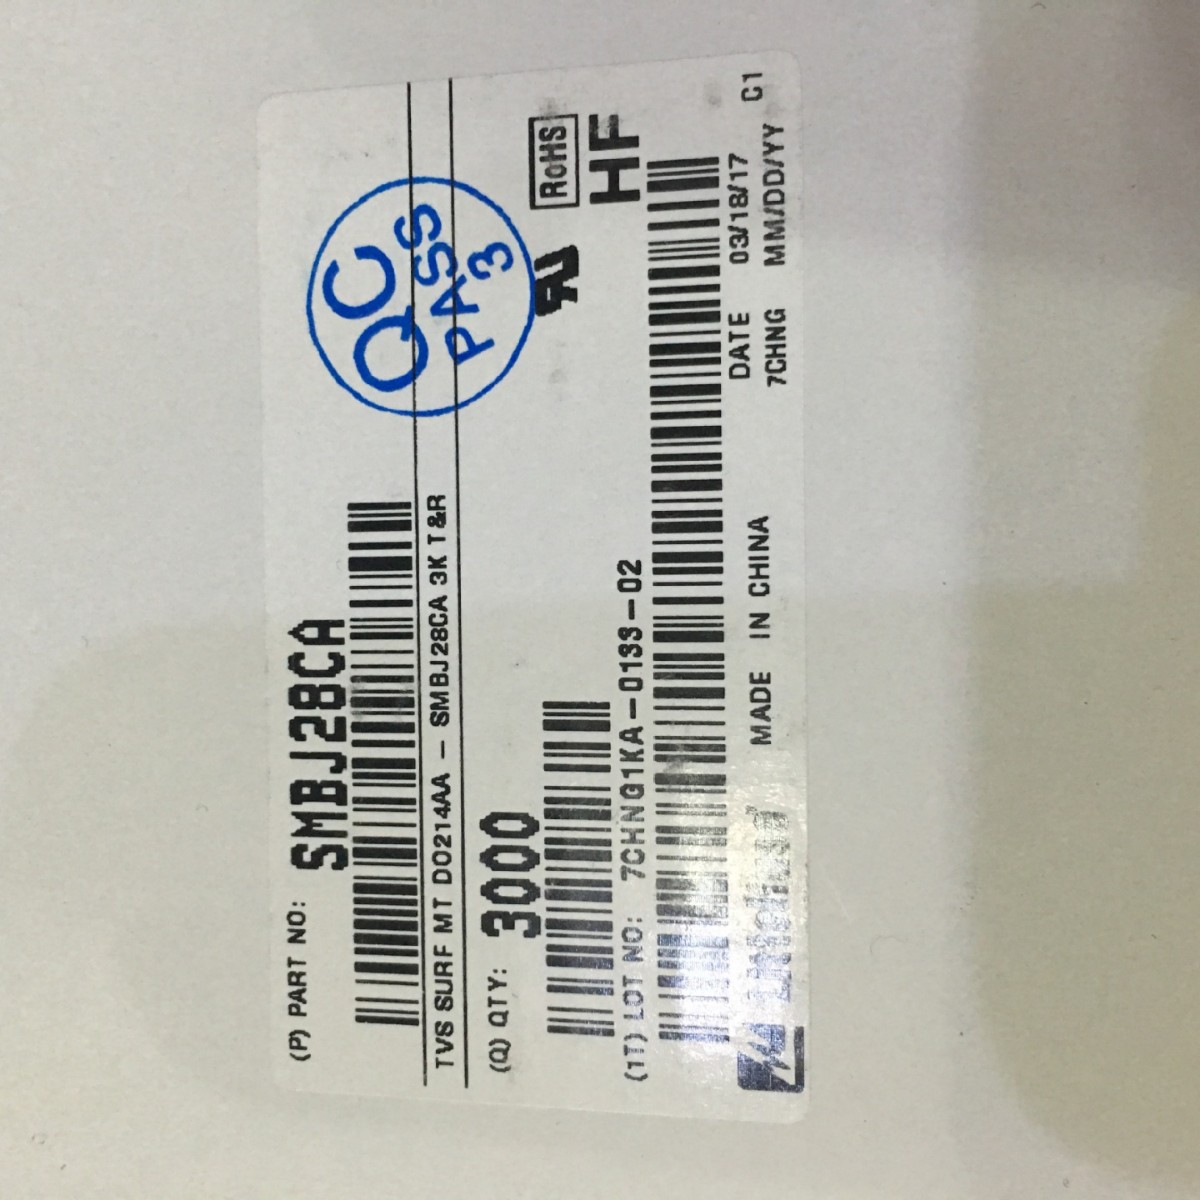 (P) PART NO: SMBJ28CA
QC
PASS
3
TVS SURF MT DO214AA - SMBJ28CA 3K T&R
(Q) QTY: 3000
RoHS
HF
(1T) LOT NO: 7CHNG1KA-0133-02
Littelfuse
MADE IN CHINA
DATE 03/18/17
7CHNG MM/DD/YY C1